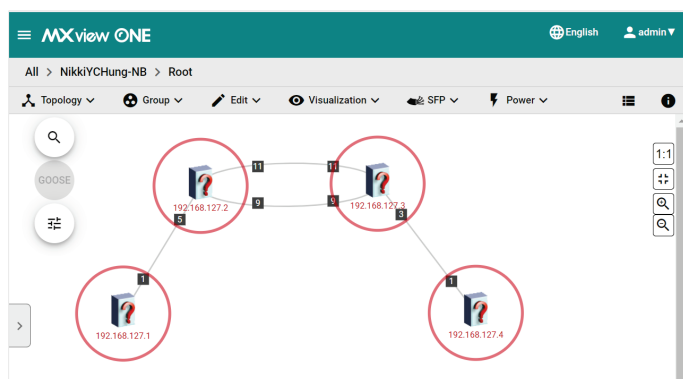 MXview ONE
English
admin
All > NikkiYCHung-NB > Root
Topology
Group
Edit
Visualization
SFP
Power
GOOSE
1:1
11
11
192.168.127.2
9
9
192.168.127.3
5
3
1
1
192.168.127.1
192.168.127.4